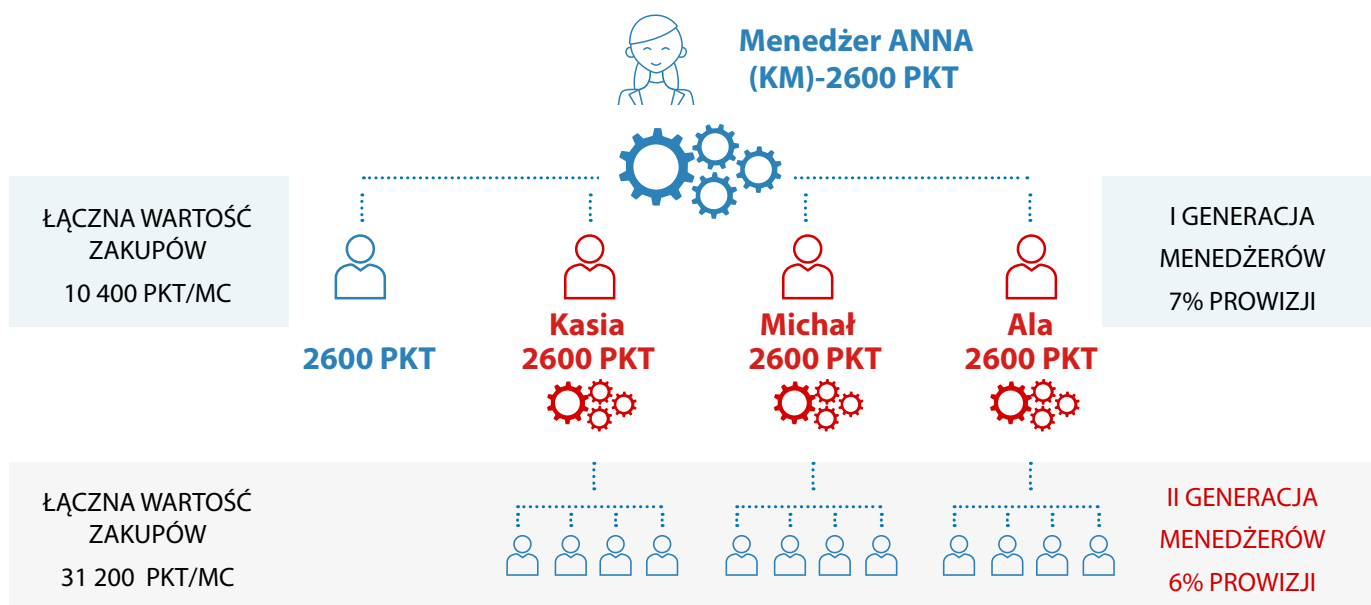 Menedżer ANNA
(KM)-2600 PKT
ŁĄCZNA WARTOŚĆ
ZAKUPÓW
10 400 PKT/MC
I GENERACJA
MENEDŻERÓW
7% PROWIZJI
2600 PKT
Kasia
2600 PKT
Michał
2600 PKT
Ala
2600 PKT
ŁĄCZNA WARTOŚĆ
ZAKUPÓW
31 200 PKT/MC
II GENERACJA
MENEDŻERÓW
6% PROWIZJI